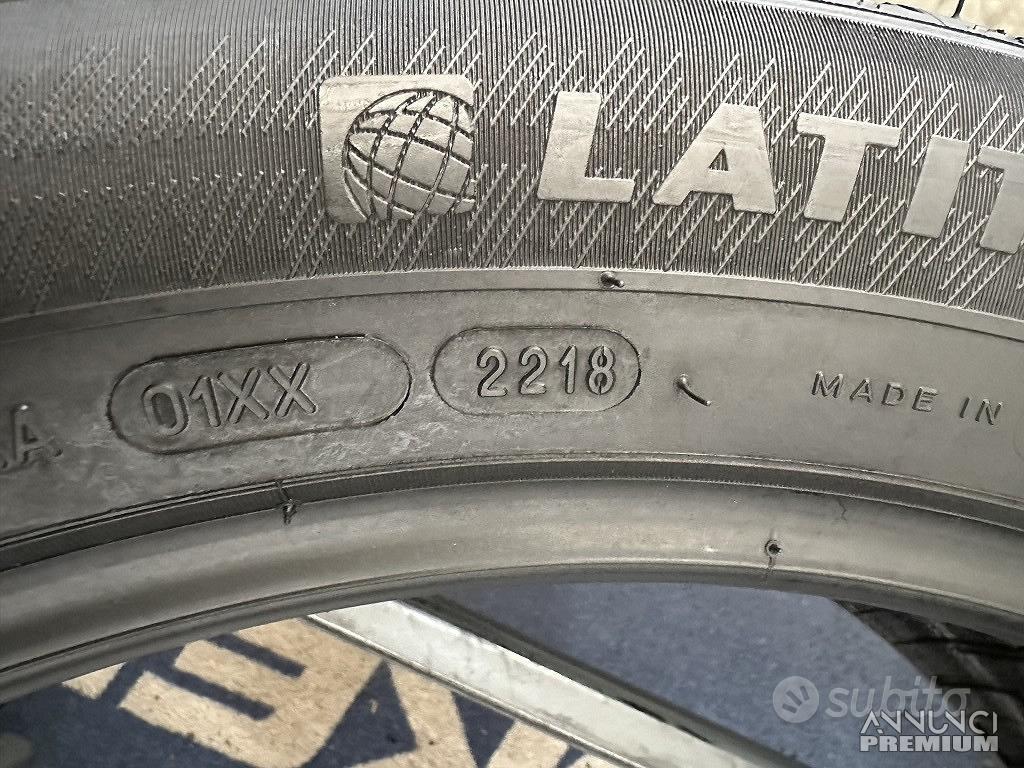 LATIT
01XX 2218 MADE IN
subito
ANNUNCI
PREMIUM